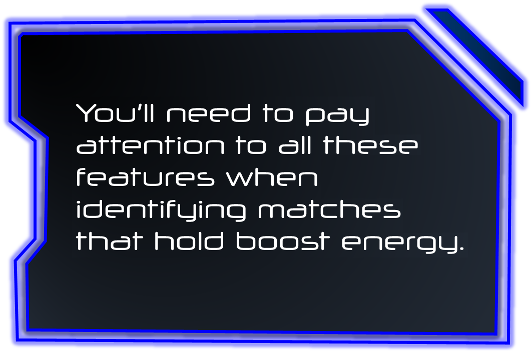 You'll need to pay
attention to all these
features when
identifying matches
that hold boost energy.